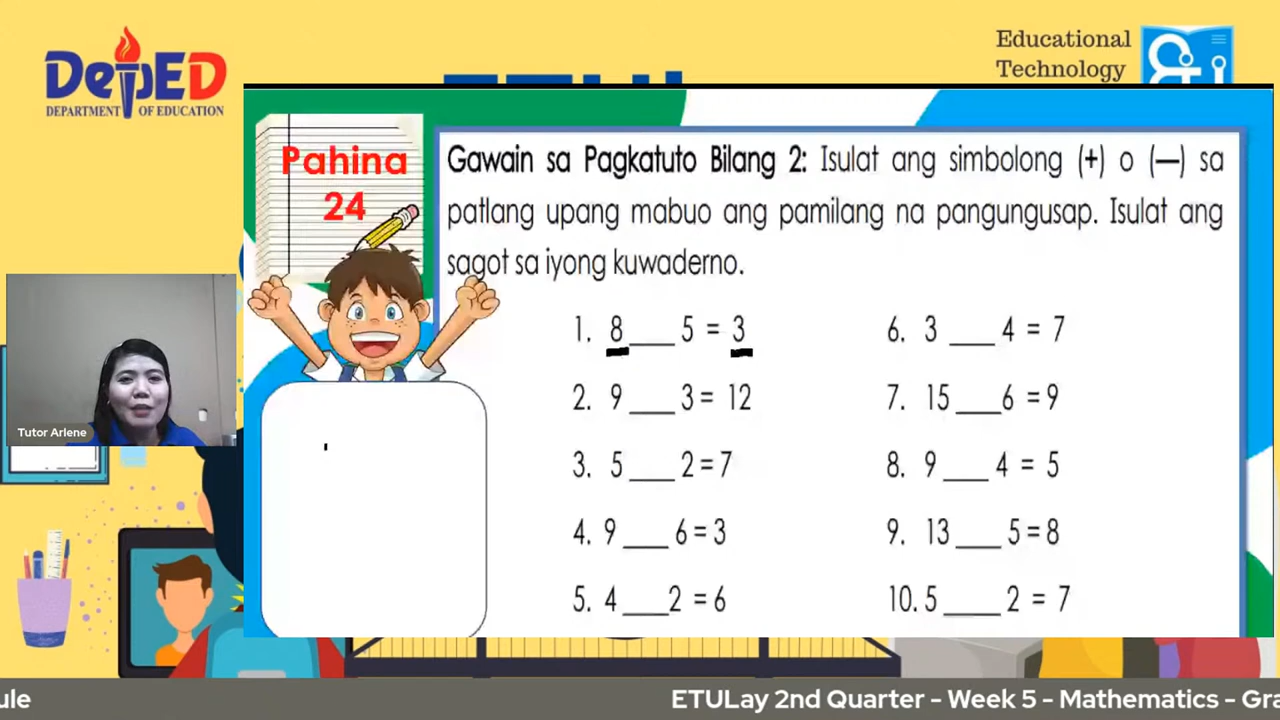 DepED
DEPARTMENT OF EDUCATION
Educational
Technology
Pahina
24
Gawain sa Pagkatuto Bilang 2: Isulat ang simbolong (+) o (—) sa
patlang upang mabuo ang pamilang na pangungusap. Isulat ang
sagot sa iyong kuwaderno.
1. 8 ___ 5 = 3
2. 9 ___ 3 = 12
3. 5 ___ 2 = 7
4. 9 ___ 6 = 3
5. 4 ___ 2 = 6
6. 3 ___ 4 = 7
7. 15 ___ 6 = 9
8. 9 ___ 4 = 5
9. 13 ___ 5 = 8
10. 5 ___ 2 = 7
Tutor Arlene
ule
ETULay 2nd Quarter - Week 5 - Mathematics - Gra